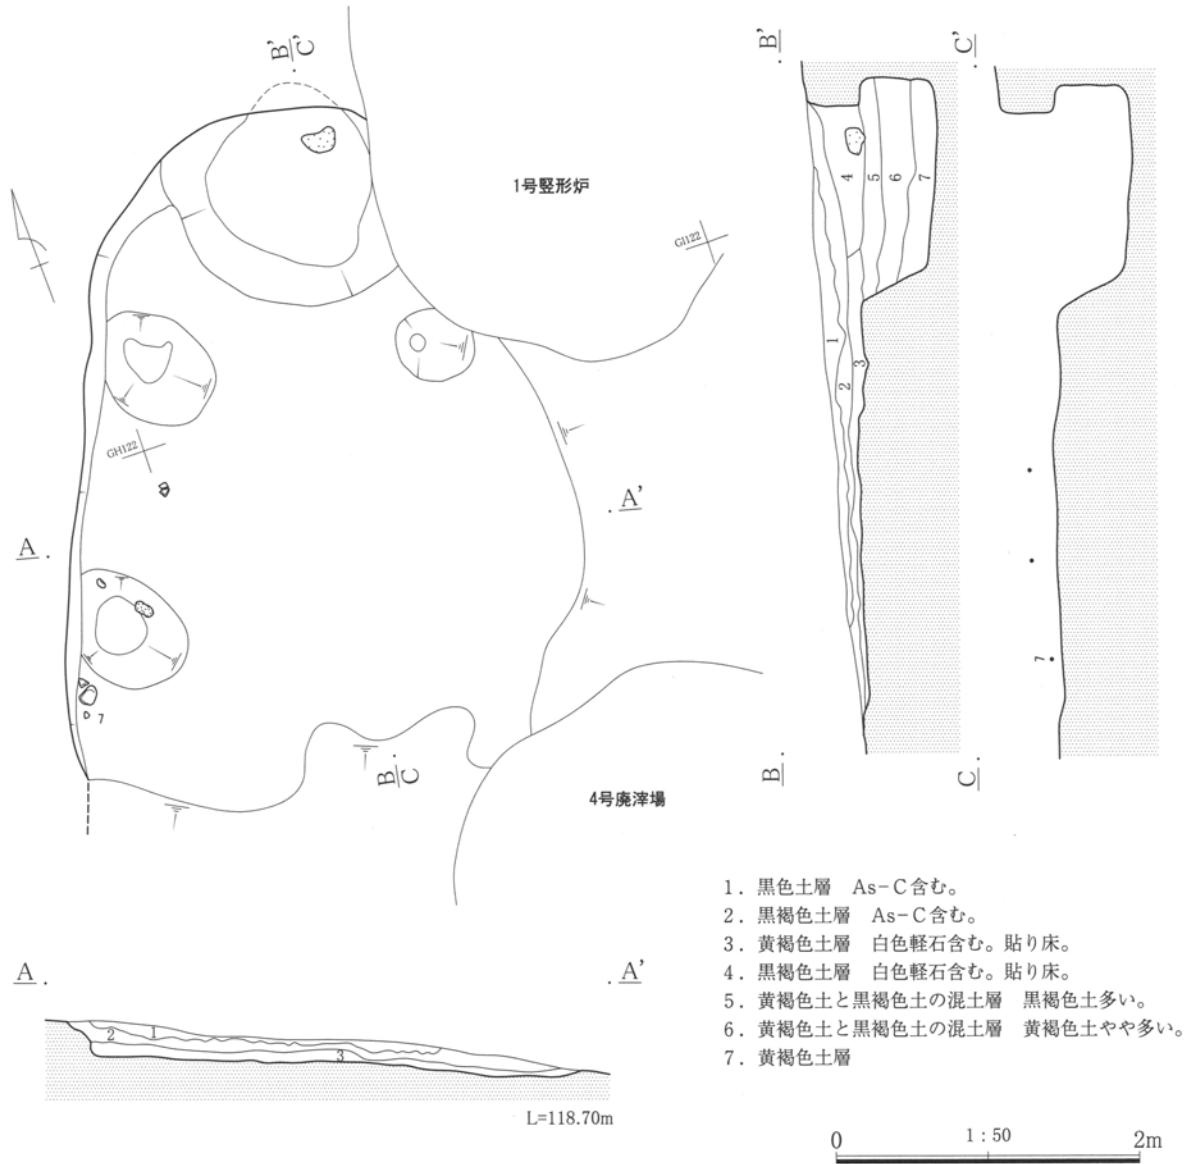 B'
C'
B'
C'
1号竪形炉
GI122
4
5
6
7
1
2
3
GH122
A
A'
7
7
B
C
B
C
4号廃滓場
1. 黒色土層 As-C含む。
2. 黒褐色土層 As-C含む。
3. 黄褐色土層 白色軽石含む。貼り床。
4. 黒褐色土層 白色軽石含む。貼り床。
5. 黄褐色土と黒褐色土の混土層 黒褐色土多い。
6. 黄褐色土と黒褐色土の混土層 黄褐色土やや多い。
7. 黄褐色土層
A
A'
2
1
3
L=118.70m
0
1:50
2m